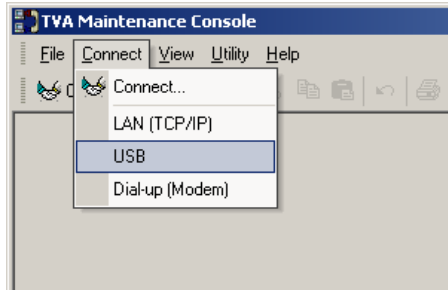 TVA Maintenance Console
File Connect View Utility Help
Connect...
LAN (TCP/IP)
USB
Dial-up (Modem)